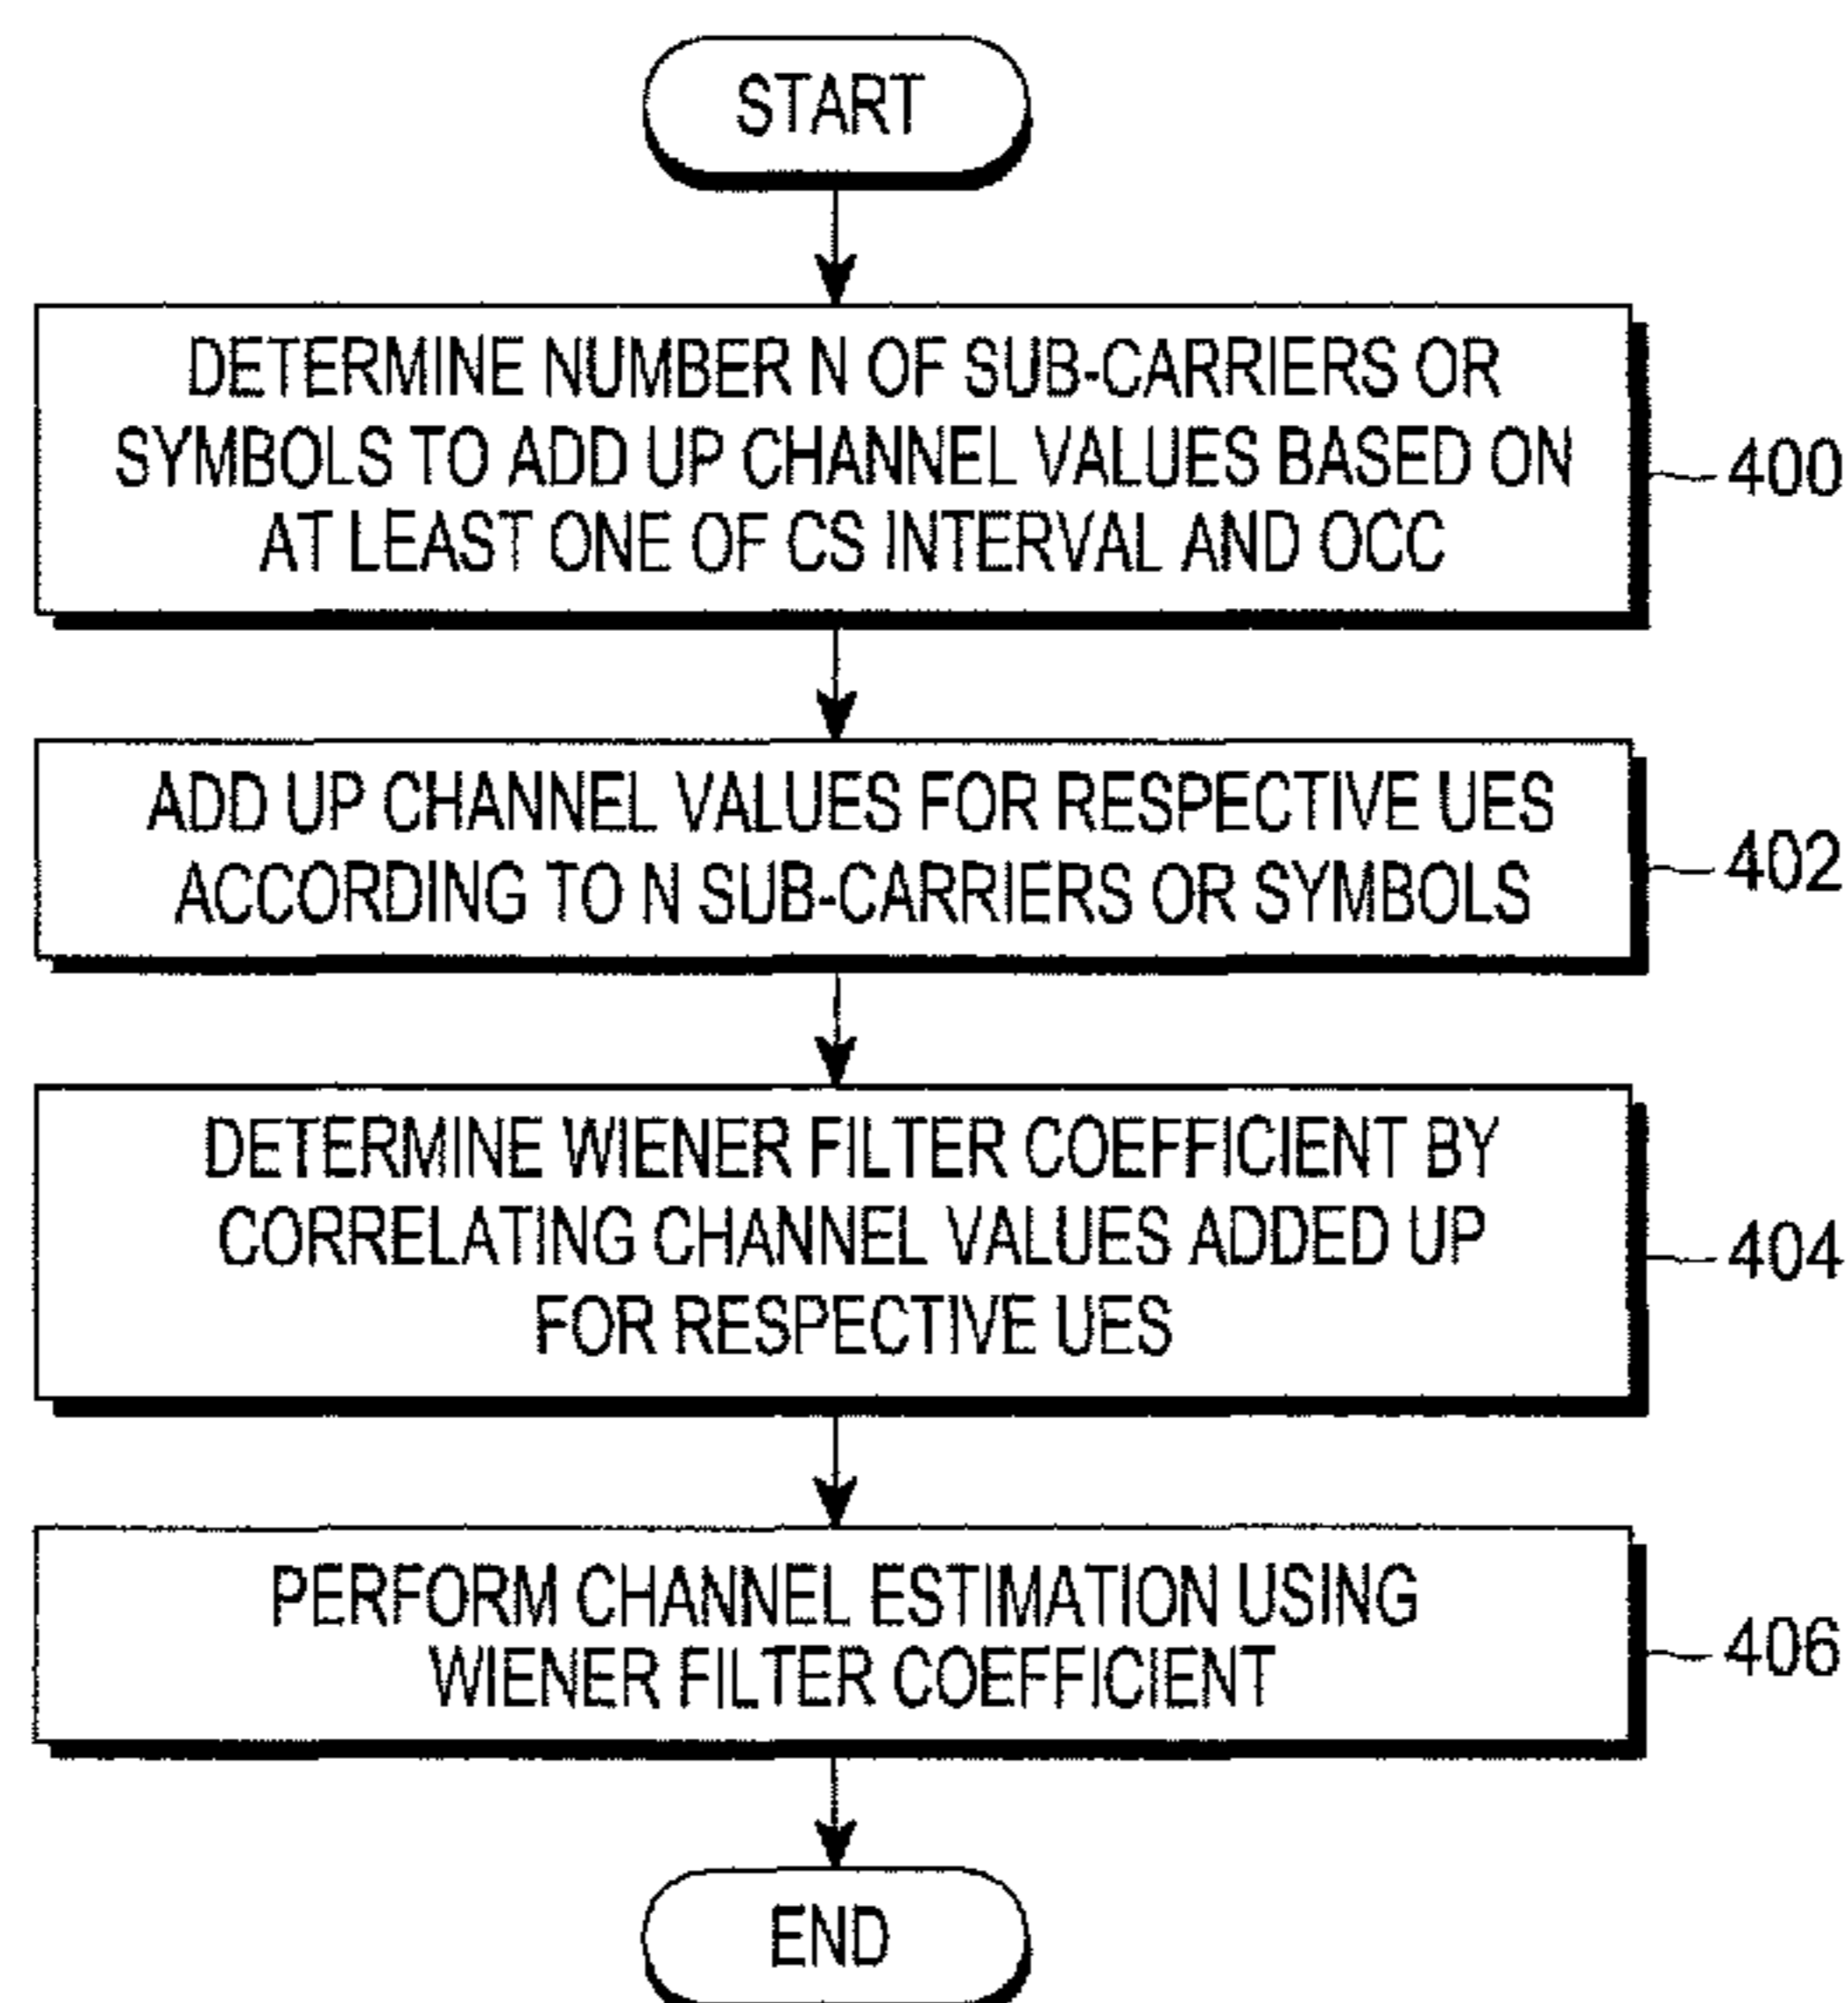 START
DETERMINE NUMBER N OF SUB-CARRIERS OR
SYMBOLS TO ADD UP CHANNEL VALUES BASED ON
AT LEAST ONE OF CS INTERVAL AND OCC
400
ADD UP CHANNEL VALUES FOR RESPECTIVE UES
ACCORDING TO N SUB-CARRIERS OR SYMBOLS
402
DETERMINE WIENER FILTER COEFFICIENT BY
CORRELATING CHANNEL VALUES ADDED UP
FOR RESPECTIVE UES
404
PERFORM CHANNEL ESTIMATION USING
WIENER FILTER COEFFICIENT
406
END